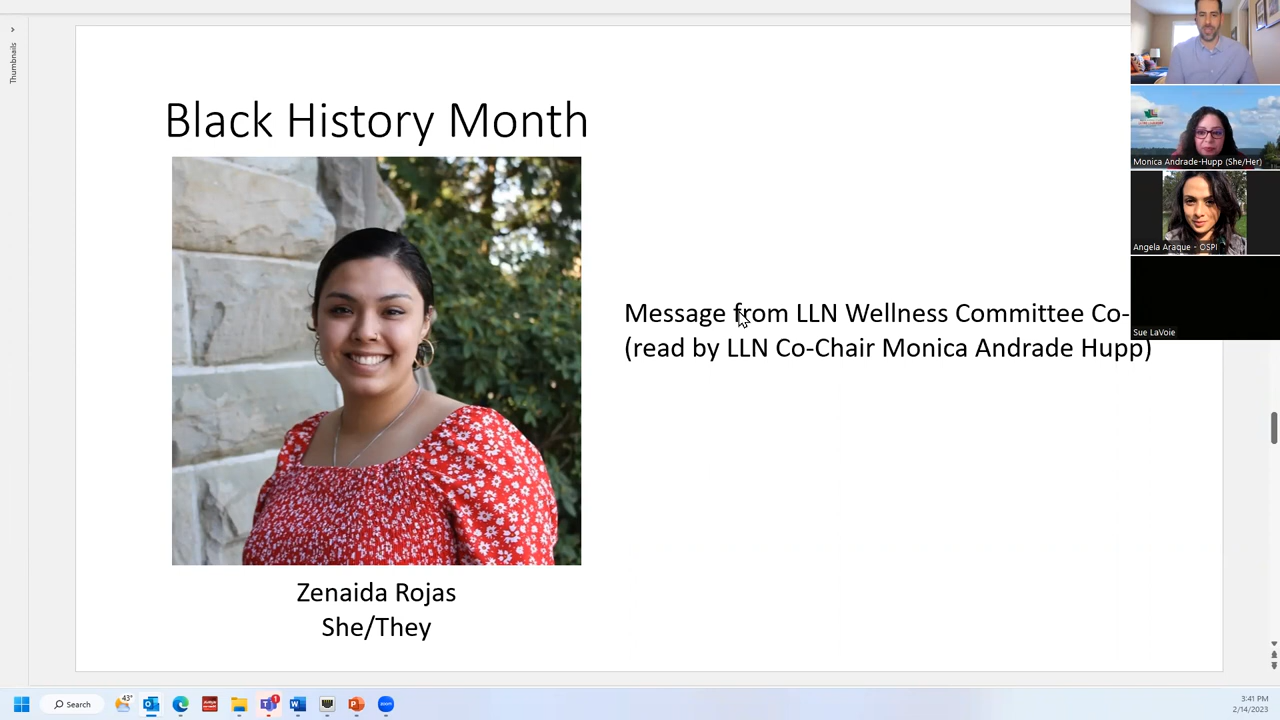 Thumbnails
Black History Month
Message from LLN Wellness Committee Co-
(read by LLN Co-Chair Monica Andrade Hupp)
Zenaida Rojas
She/They
Monica Andrade-Hupp (She/Her)
Angela Araque - OSPI
Sue LaVoie
43°
Search
1
3:41 PM
2/14/2023